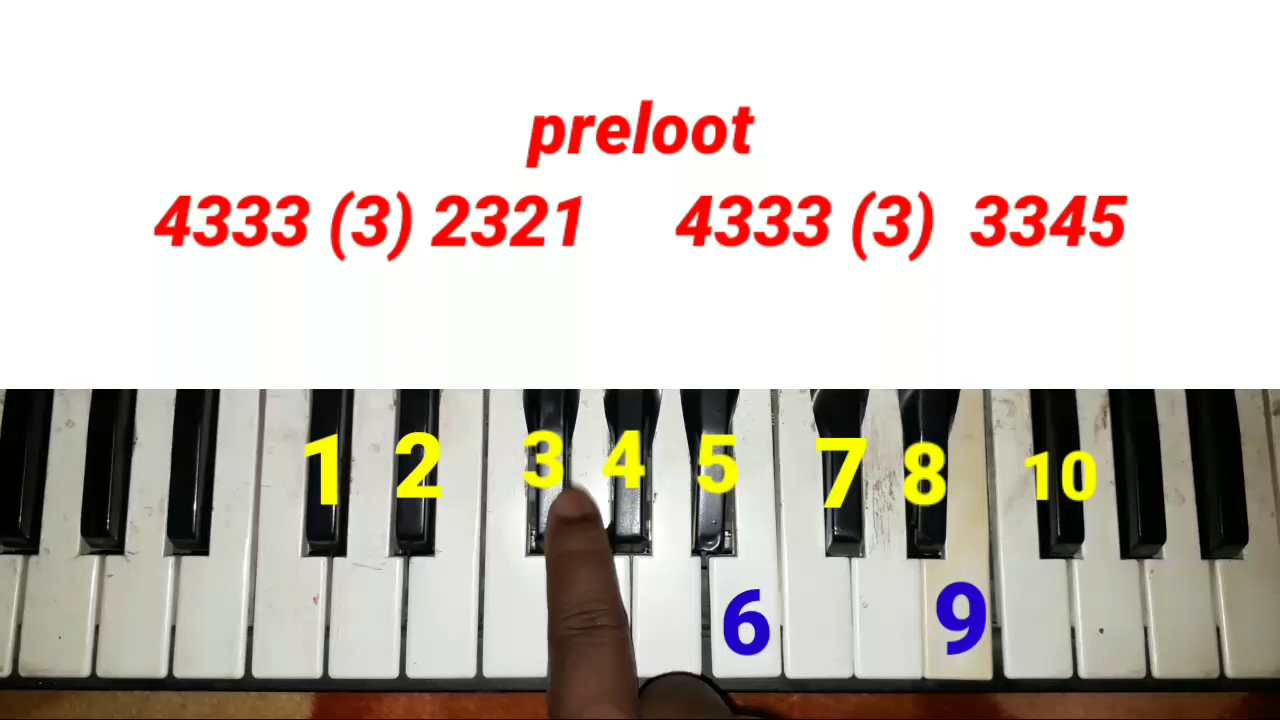 preloot
4333 (3) 2321 4333 (3) 3345
1 2 3 4 5 7 8 10
6 9